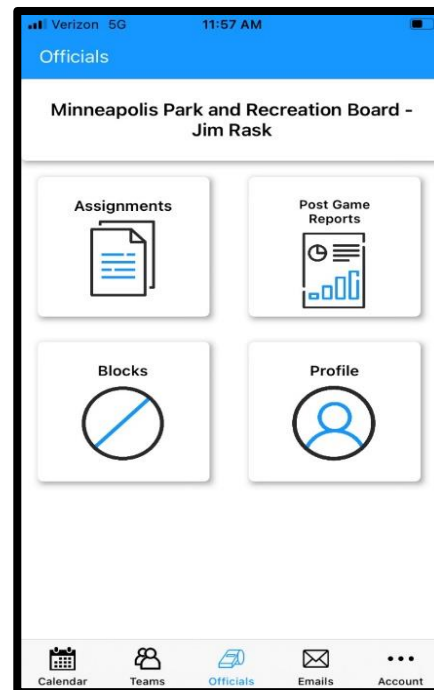 Verizon 5G 11:57 AM
Officials
Minneapolis Park and Recreation Board -
Jim Rask
Assignments
Post Game
Reports
Blocks
Profile
Calendar Teams Officials Emails Account